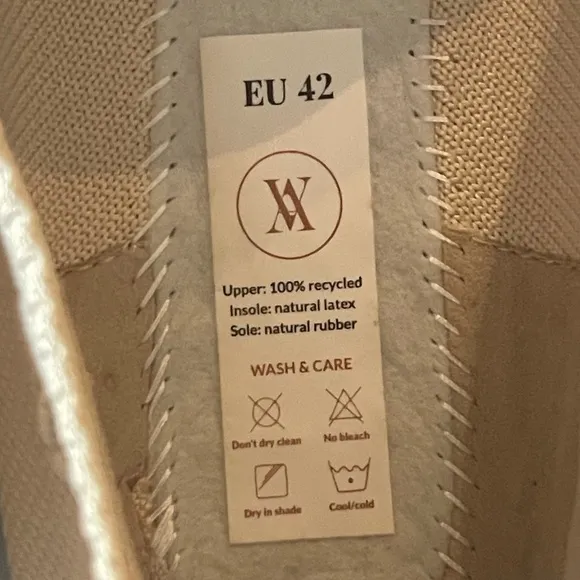 EU 42
Upper: 100% recycled
Insole: natural latex
Sole: natural rubber
WASH & CARE
Don't dry clean
No bleach
Dry in shade
Cool/cold